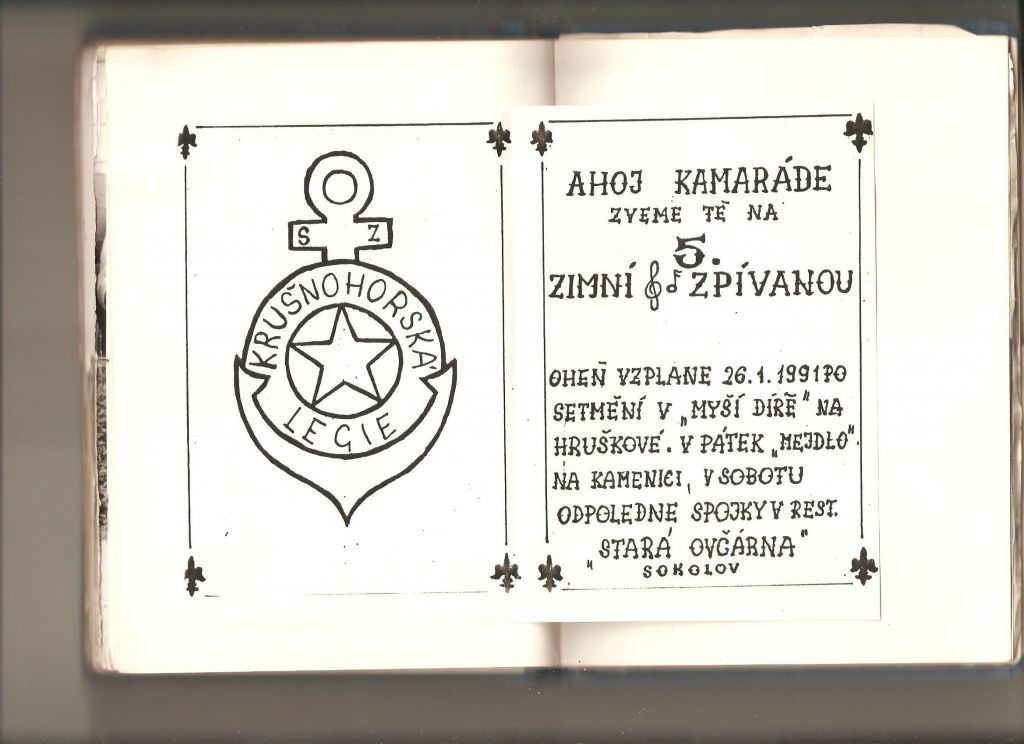 S Z
KRUŠNOHORSKÁ
LEGIE
AHOJ KAMARÁDE
ZVEME TĚ NA
5.
ZIMNÍ ZPÍVANOU
OHEŇ VZPLANE 26.1.1991 PO
SETMĚNÍ V „MYŠÍ DÍŘE" NA
HRUŠKOVÉ. V PÁTEK „MEJDLO".
NA KAMENICI, V SOBOTU
ODPOLEDNE SPOJKY V REST.
"STARÁ OVČÁRNA"
SOKOLOV